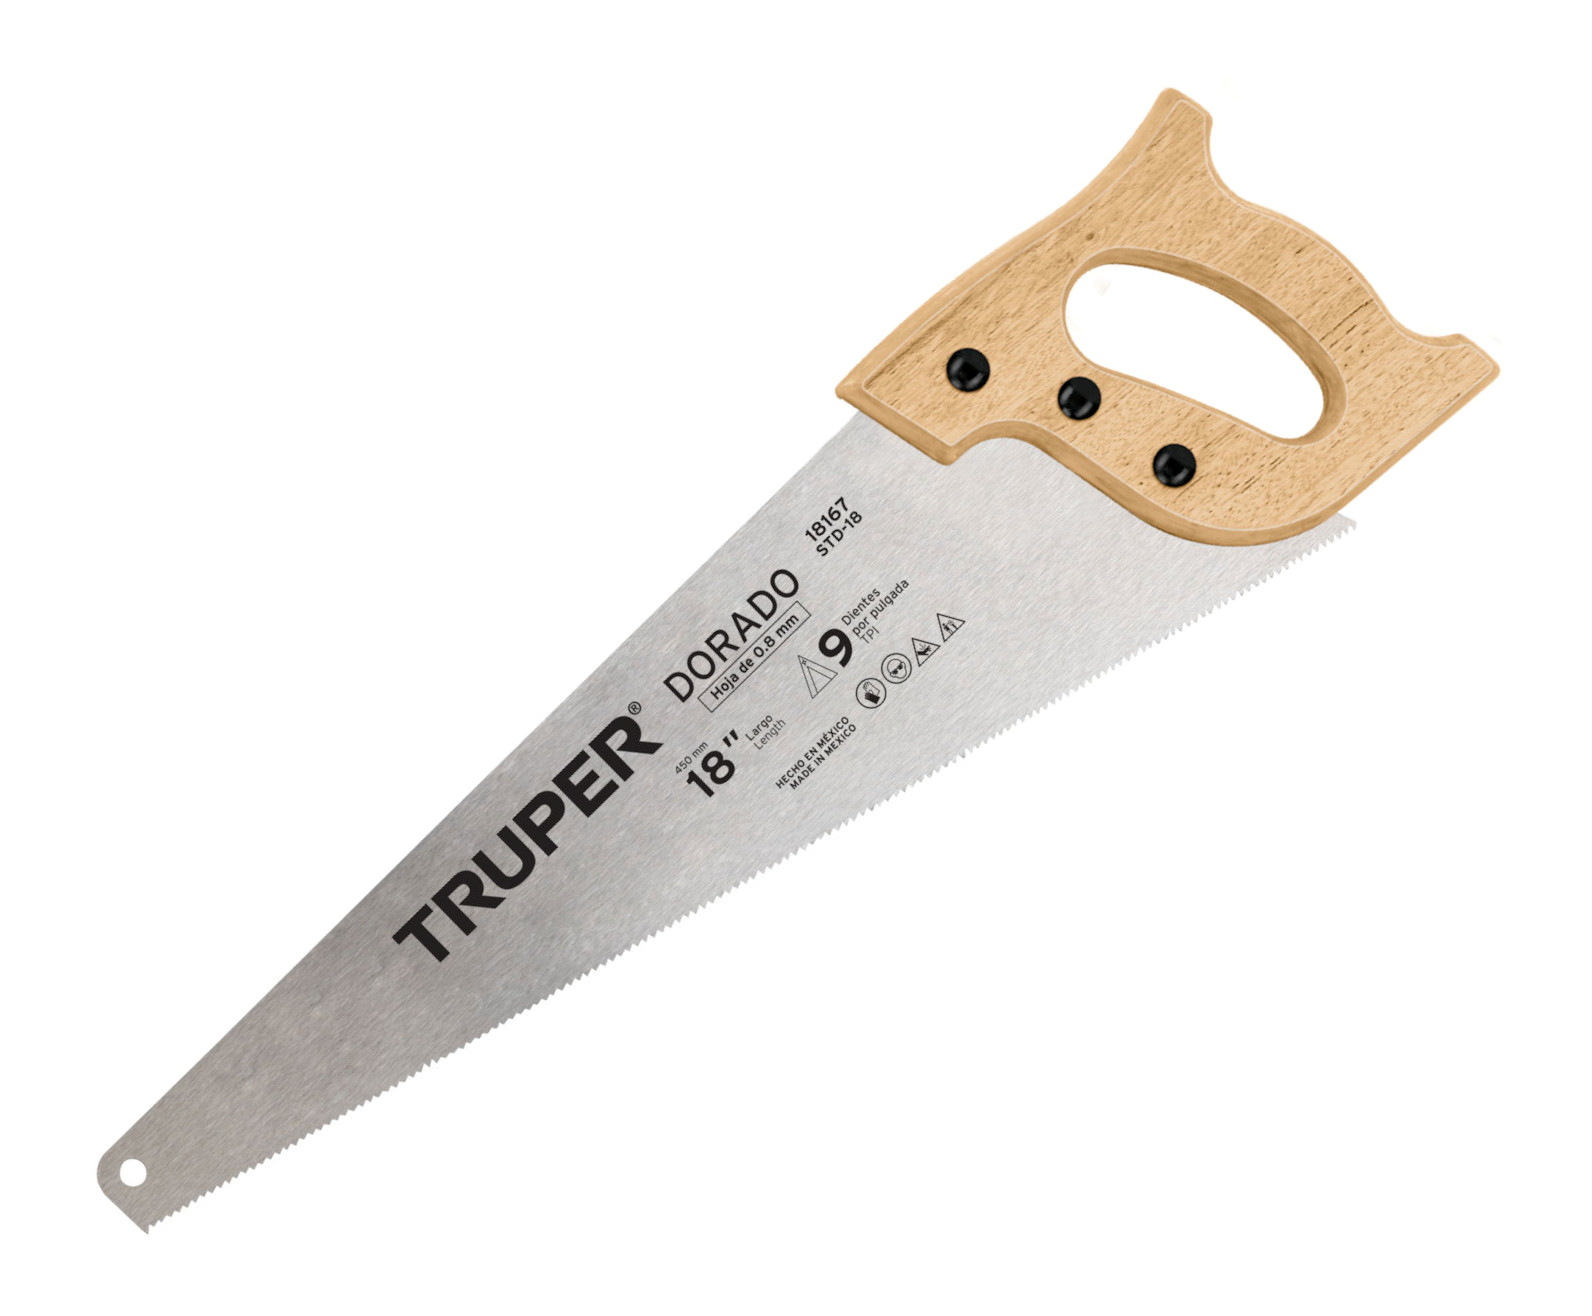 TRUPER®
DORADO
Hoja de 0.8 mm
18167
STD-18
450 mm
18”
Largo
Length
9
Dientes
por pulgada
TPI
HECHO EN MÉXICO
MADE IN MEXICO